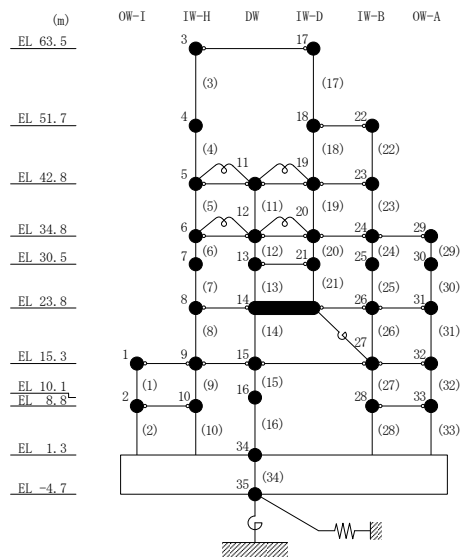 (m) OW-I IW-H DW IW-D IW-B OW-A
EL 63.5 3 17
(3) (17)
EL 51.7 4 18 22
(4) (18) (22)
EL 42.8 5 11 19 23
(5) (11) (19) (23)
EL 34.8 6 12 20 24 29
(6) (12) (20) (24) (29)
EL 30.5 7 13 21 25 30
(7) (13) (21) (25) (30)
EL 23.8 8 14 26 31
(8) (14) (26) (31)
EL 15.3 1 9 15 27 32
(1) (9) (15) (27) (32)
EL 10.1 16
EL 8.8 2 10 28 33
(2) (10) (16) (28) (33)
EL 1.3 34
(34)
EL -4.7 35